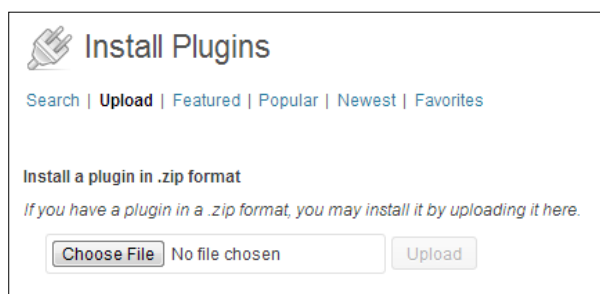 Install Plugins
Search | Upload | Featured | Popular | Newest | Favorites
Install a plugin in .zip format
If you have a plugin in a .zip format, you may install it by uploading it here.
Choose File No file chosen Upload